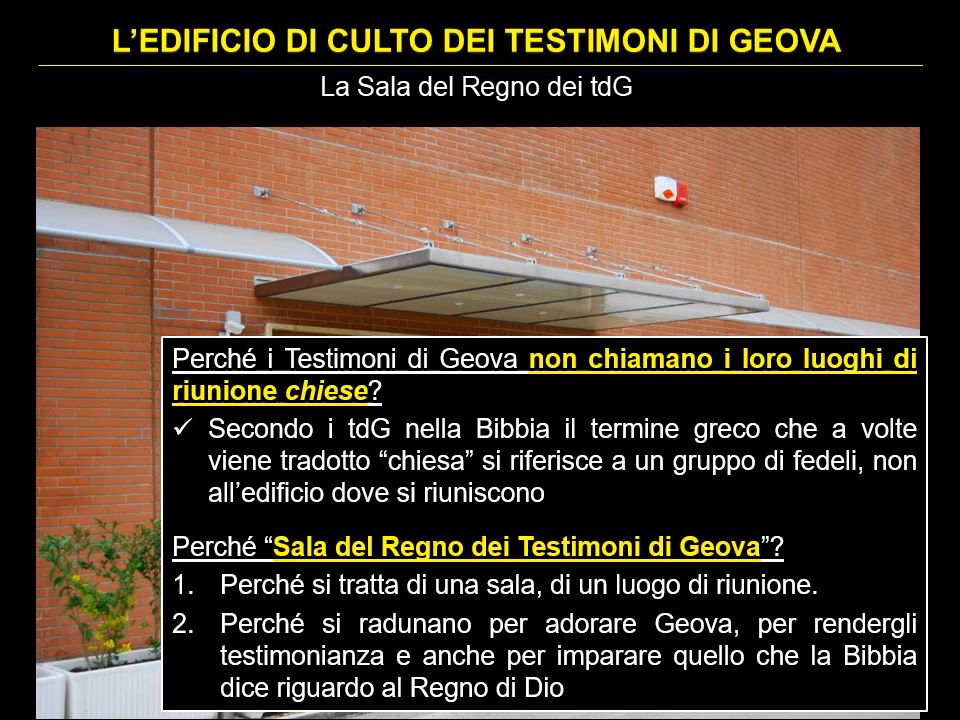 L’EDIFICIO DI CULTO DEI TESTIMONI DI GEOVA
La Sala del Regno dei tdG
Perché i Testimoni di Geova non chiamano i loro luoghi di
riunione chiese?
✓ Secondo i tdG nella Bibbia il termine greco che a volte
viene tradotto “chiesa” si riferisce a un gruppo di fedeli, non
all’edificio dove si riuniscono
Perché “Sala del Regno dei Testimoni di Geova”?
1. Perché si tratta di una sala, di un luogo di riunione.
2. Perché si radunano per adorare Geova, per rendergli
testimonianza e anche per imparare quello che la Bibbia
dice riguardo al Regno di Dio